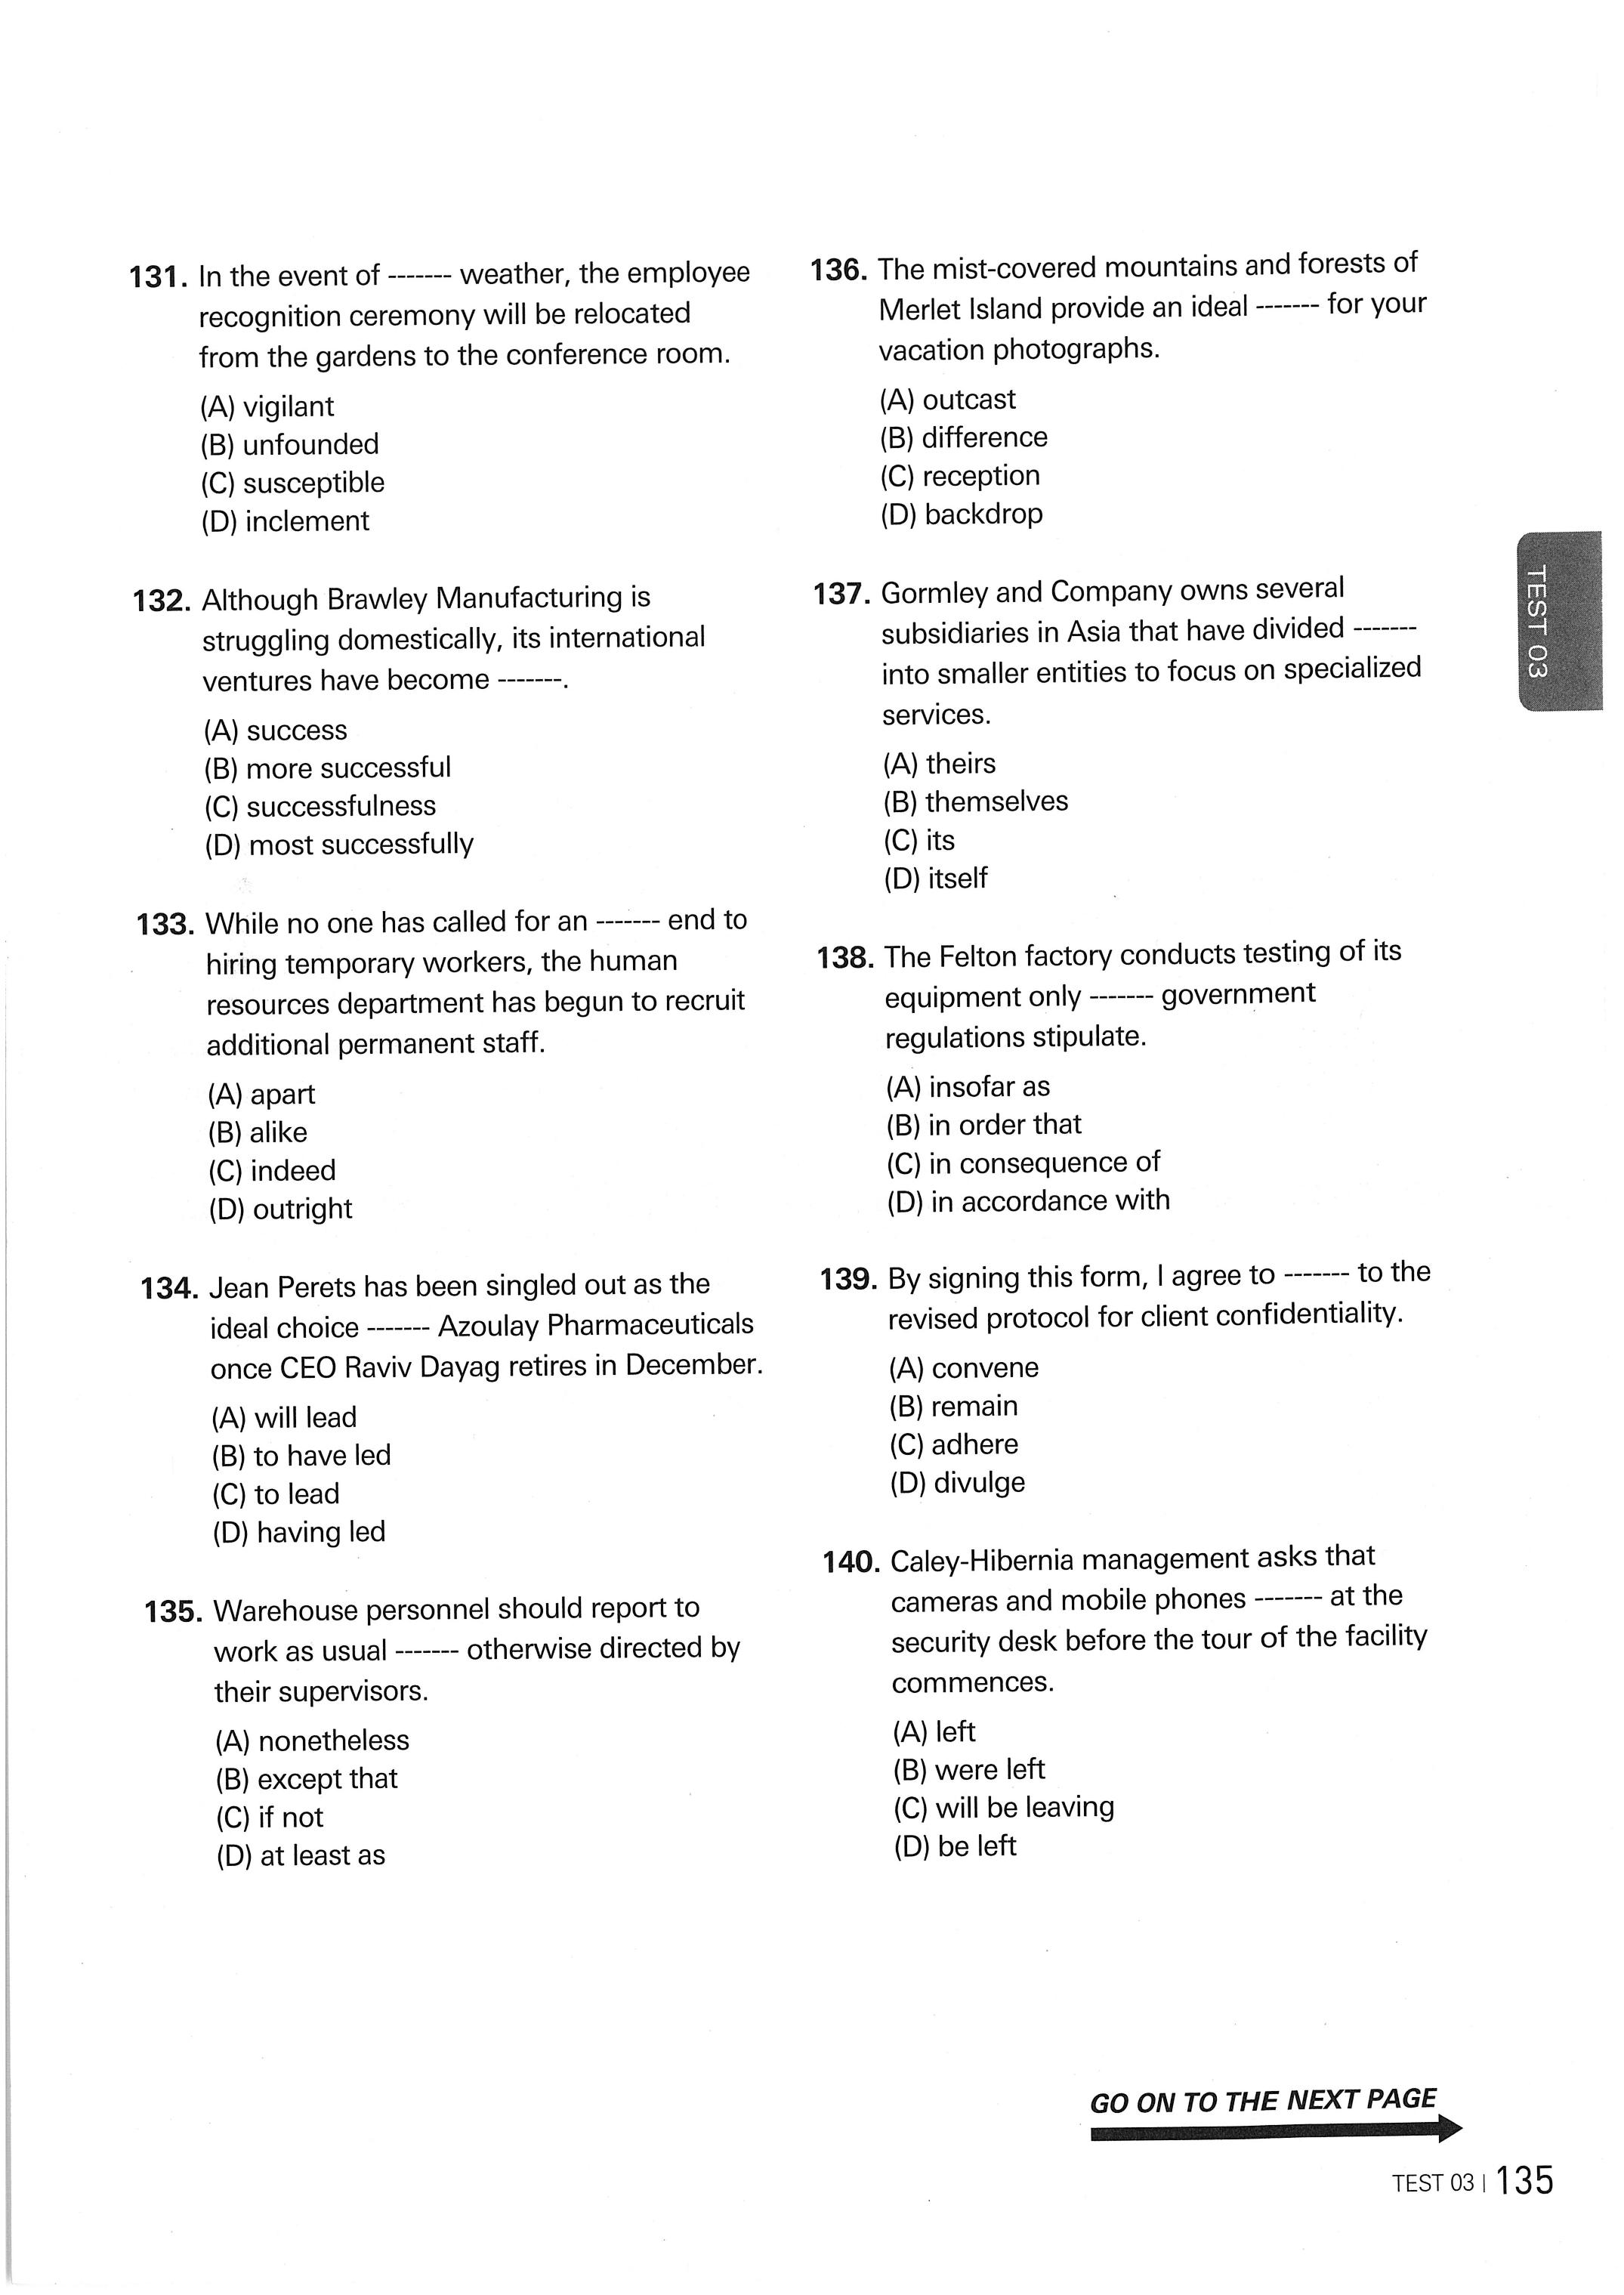 131. In the event of ------- weather, the employee
recognition ceremony will be relocated
from the gardens to the conference room.
(A) vigilant
(B) unfounded
(C) susceptible
(D) inclement
132. Although Brawley Manufacturing is
struggling domestically, its international
ventures have become -------.
(A) success
(B) more successful
(C) successfulness
(D) most successfully
133. While no one has called for an ------- end to
hiring temporary workers, the human
resources department has begun to recruit
additional permanent staff.
(A) apart
(B) alike
(C) indeed
(D) outright
134. Jean Perets has been singled out as the
ideal choice ------- Azoulay Pharmaceuticals
once CEO Raviv Dayag retires in December.
(A) will lead
(B) to have led
(C) to lead
(D) having led
135. Warehouse personnel should report to
work as usual ------- otherwise directed by
their supervisors.
(A) nonetheless
(B) except that
(C) if not
(D) at least as
136. The mist-covered mountains and forests of
Merlet Island provide an ideal ------- for your
vacation photographs.
(A) outcast
(B) difference
(C) reception
(D) backdrop
137. Gormley and Company owns several
subsidiaries in Asia that have divided -------
into smaller entities to focus on specialized
services.
(A) theirs
(B) themselves
(C) its
(D) itself
138. The Felton factory conducts testing of its
equipment only ------- government
regulations stipulate.
(A) insofar as
(B) in order that
(C) in consequence of
(D) in accordance with
139. By signing this form, I agree to ------- to the
revised protocol for client confidentiality.
(A) convene
(B) remain
(C) adhere
(D) divulge
140. Caley-Hibernia management asks that
cameras and mobile phones ------- at the
security desk before the tour of the facility
commences.
(A) left
(B) were left
(C) will be leaving
(D) be left
TEST 03
GO ON TO THE NEXT PAGE
TEST 03 | 135